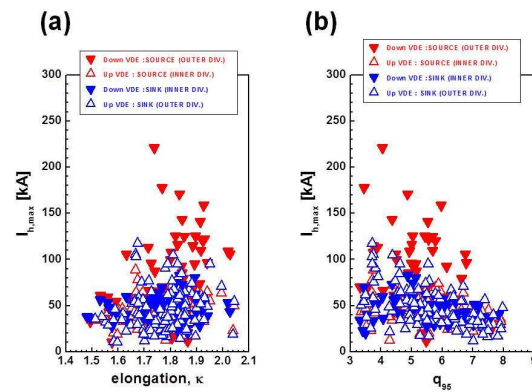 (a)
(b)
Down VDE : SOURCE (OUTER DIV.)
Up VDE : SOURCE (INNER DIV.)
Down VDE : SINK (INNER DIV.)
Up VDE : SINK (OUTER DIV.)
Down VDE : SOURCE (OUTER DIV.)
Up VDE : SOURCE (INNER DIV.)
Down VDE : SINK (INNER DIV.)
Up VDE : SINK (OUTER DIV.)
300
250
200
150
100
50
0
I h,max [kA]
1.4 1.5 1.6 1.7 1.8 1.9 2.0 2.1
elongation, κ
300
250
200
150
100
50
0
I h,max [kA]
3 4 5 6 7 8 9
q 95